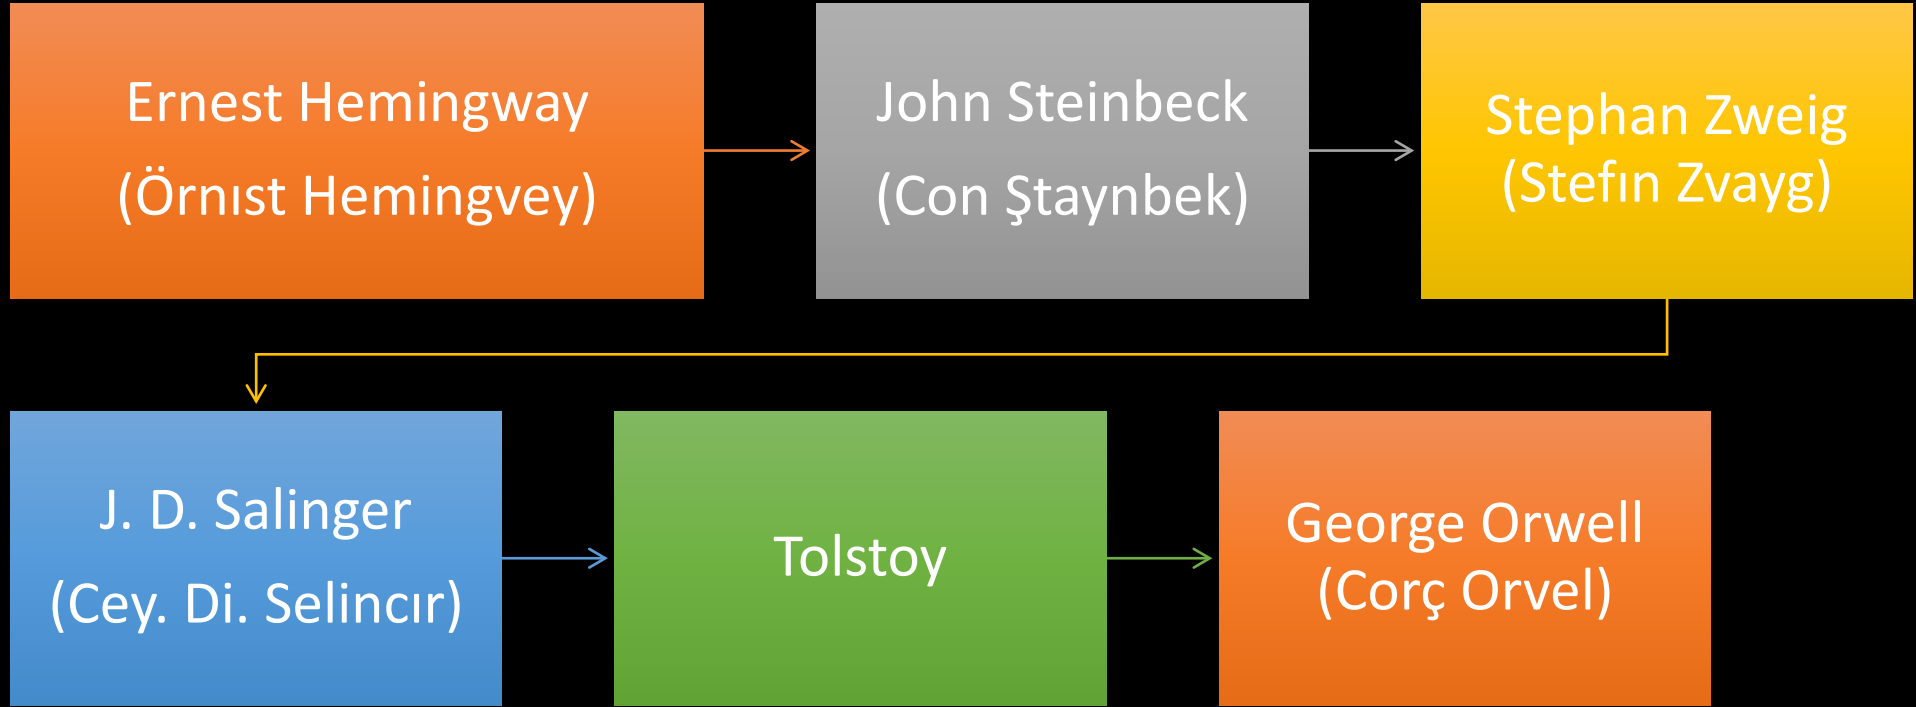 Ernest Hemingway
(Örnıst Hemingvey)
John Steinbeck
(Con Ştaynbek)
Stephan Zweig
(Stefın Zvayg)
J. D. Salinger
(Cey. Di. Selincır)
Tolstoy
George Orwell
(Corç Orvel)